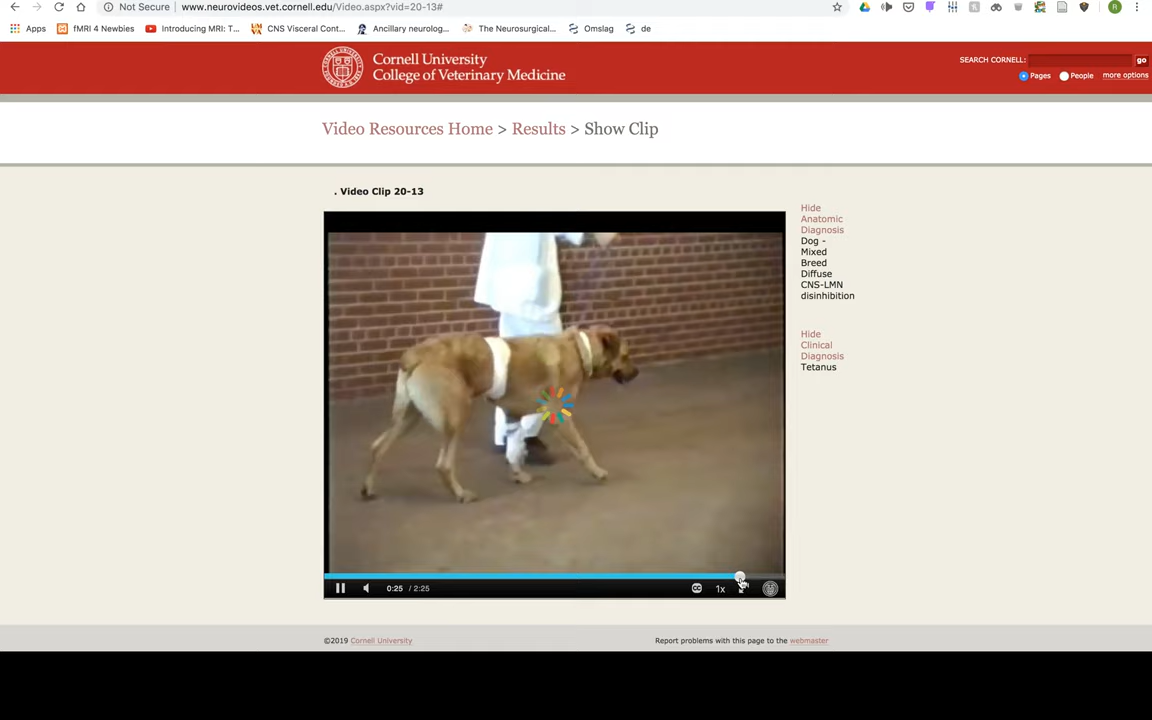 Not Secure
www.neurovideos.vet.cornell.edu/Video.aspx?vid=20-13#
R
Apps
fMRI 4 Newbies
Introducing MRI: T...
CNS Visceral Cont...
Ancillary neurolog...
The Neurosurgical...
Omslag
de
Cornell University
College of Veterinary Medicine
SEARCH CORNELL:
go
Pages
People
more options
Video Resources Home > Results > Show Clip
. Video Clip 20-13
Hide
Anatomic
Diagnosis
Dog -
Mixed
Breed
Diffuse
CNS-LMN
disinhibition
Hide
Clinical
Diagnosis
Tetanus
0:25 / 2:25
CC
1x
©2019 Cornell University
Report problems with this page to the webmaster